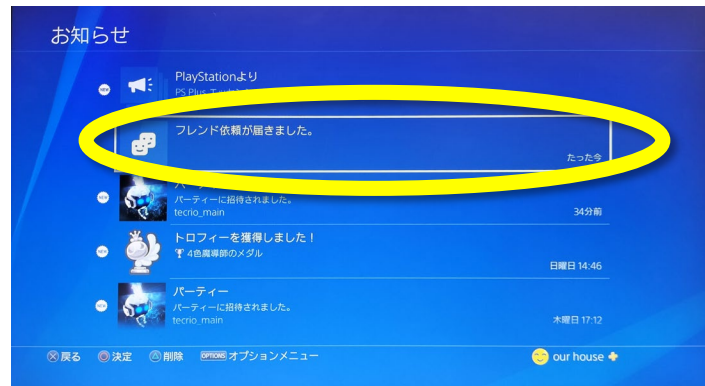 お知らせ
NEW
PlayStationより
PS Plus
フレンド依頼が届きました。
たった今
NEW
パーティーに招待されました。
tecrio_main
34分前
NEW
トロフィーを獲得しました！
4色魔導師のメダル
日曜日 14:46
NEW
パーティー
パーティーに招待されました。
tecrio_main
木曜日 17:12
戻る 決定 削除 OPTIONS オプションメニュー our house